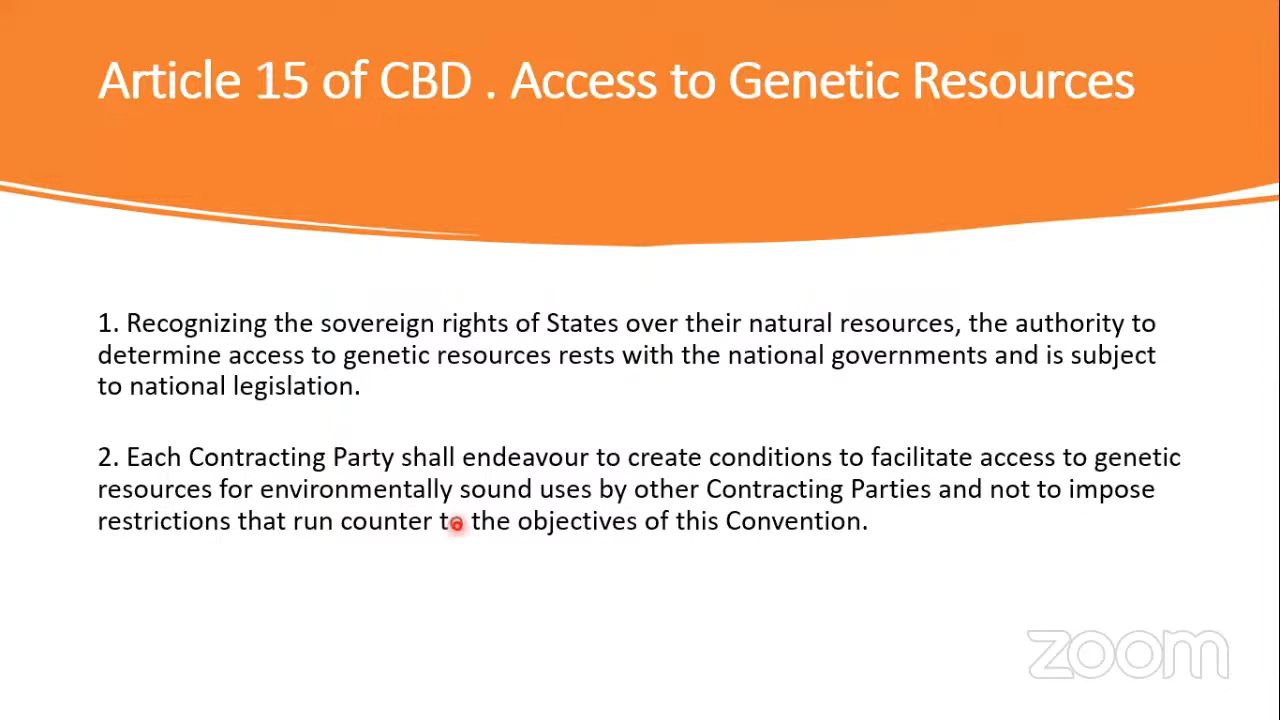 Article 15 of CBD . Access to Genetic Resources
1. Recognizing the sovereign rights of States over their natural resources, the authority to
determine access to genetic resources rests with the national governments and is subject
to national legislation.
2. Each Contracting Party shall endeavour to create conditions to facilitate access to genetic
resources for environmentally sound uses by other Contracting Parties and not to impose
restrictions that run counter to the objectives of this Convention.
zoom